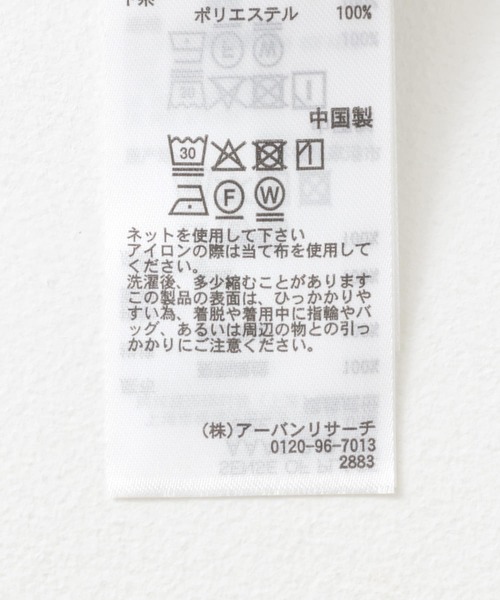 ポリエステル 100%
中国製
30
F W
ネットを使用して下さい
アイロンの際は当て布を使用して
ください。
洗濯後、多少縮むことがあります
この製品の表面は、ひっかかりや
すい為、着脱や着用中に指輪やバ
ッグ、あるいは周辺の物との引っ
かかりにご注意ください。
(株)アーバンリサーチ
0120-96-7013
2883